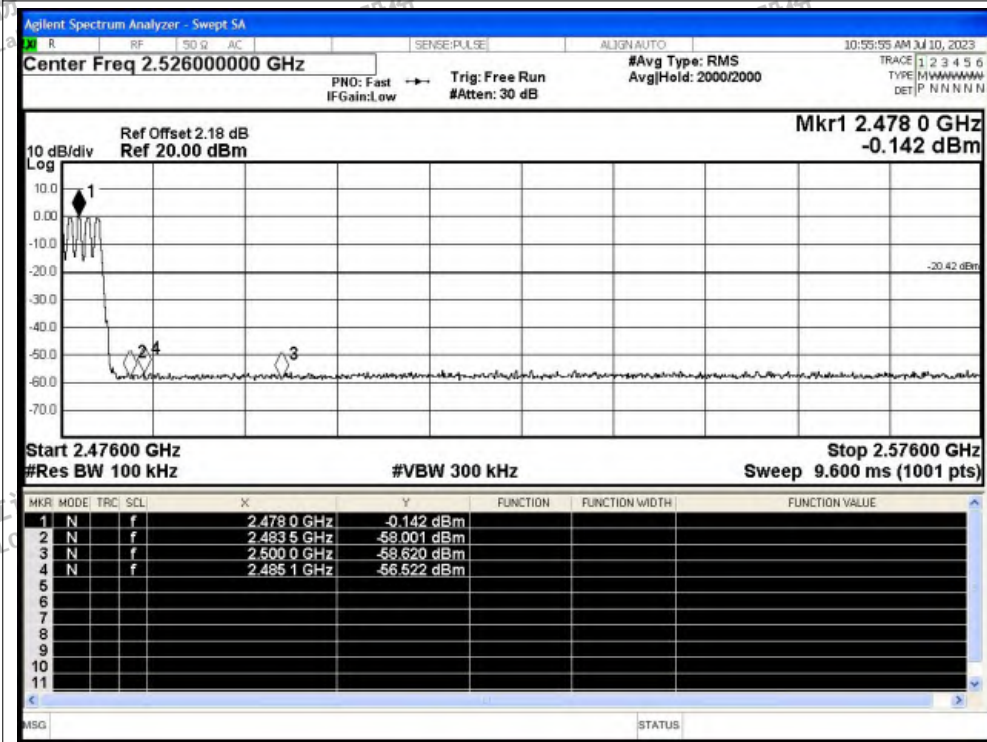 Agilent Spectrum Analyzer - Swept SA
R RF 50 Ω AC SENSE:PULSE ALIGN AUTO 10:55:55 AM Jul 10, 2023
Center Freq 2.526000000 GHz
PNO: Fast
IFGain:Low
Trig: Free Run
#Atten: 30 dB
#Avg Type: RMS
Avg|Hold: 2000/2000
TRACE 1 2 3 4 5 6
TYPE M W W W W W
DET P N N N N N
Mkr1 2.478 0 GHz
-0.142 dBm
Ref Offset 2.18 dB
10 dB/div Ref 20.00 dBm
Log
10.0
0.00
-10.0
-20.0
-30.0
-40.0
-50.0
-60.0
-70.0
1
2 4
3
-20.42 dBm
Start 2.47600 GHz Stop 2.57600 GHz
#Res BW 100 kHz #VBW 300 kHz Sweep 9.600 ms (1001 pts)
MKR MODE TRC SCL X Y FUNCTION FUNCTION WIDTH FUNCTION VALUE
1 N f 2.478 0 GHz -0.142 dBm
2 N f 2.483 5 GHz -58.001 dBm
3 N f 2.500 0 GHz -58.620 dBm
4 N f 2.485 1 GHz -56.522 dBm
5
6
7
8
9
10
11
MSG STATUS